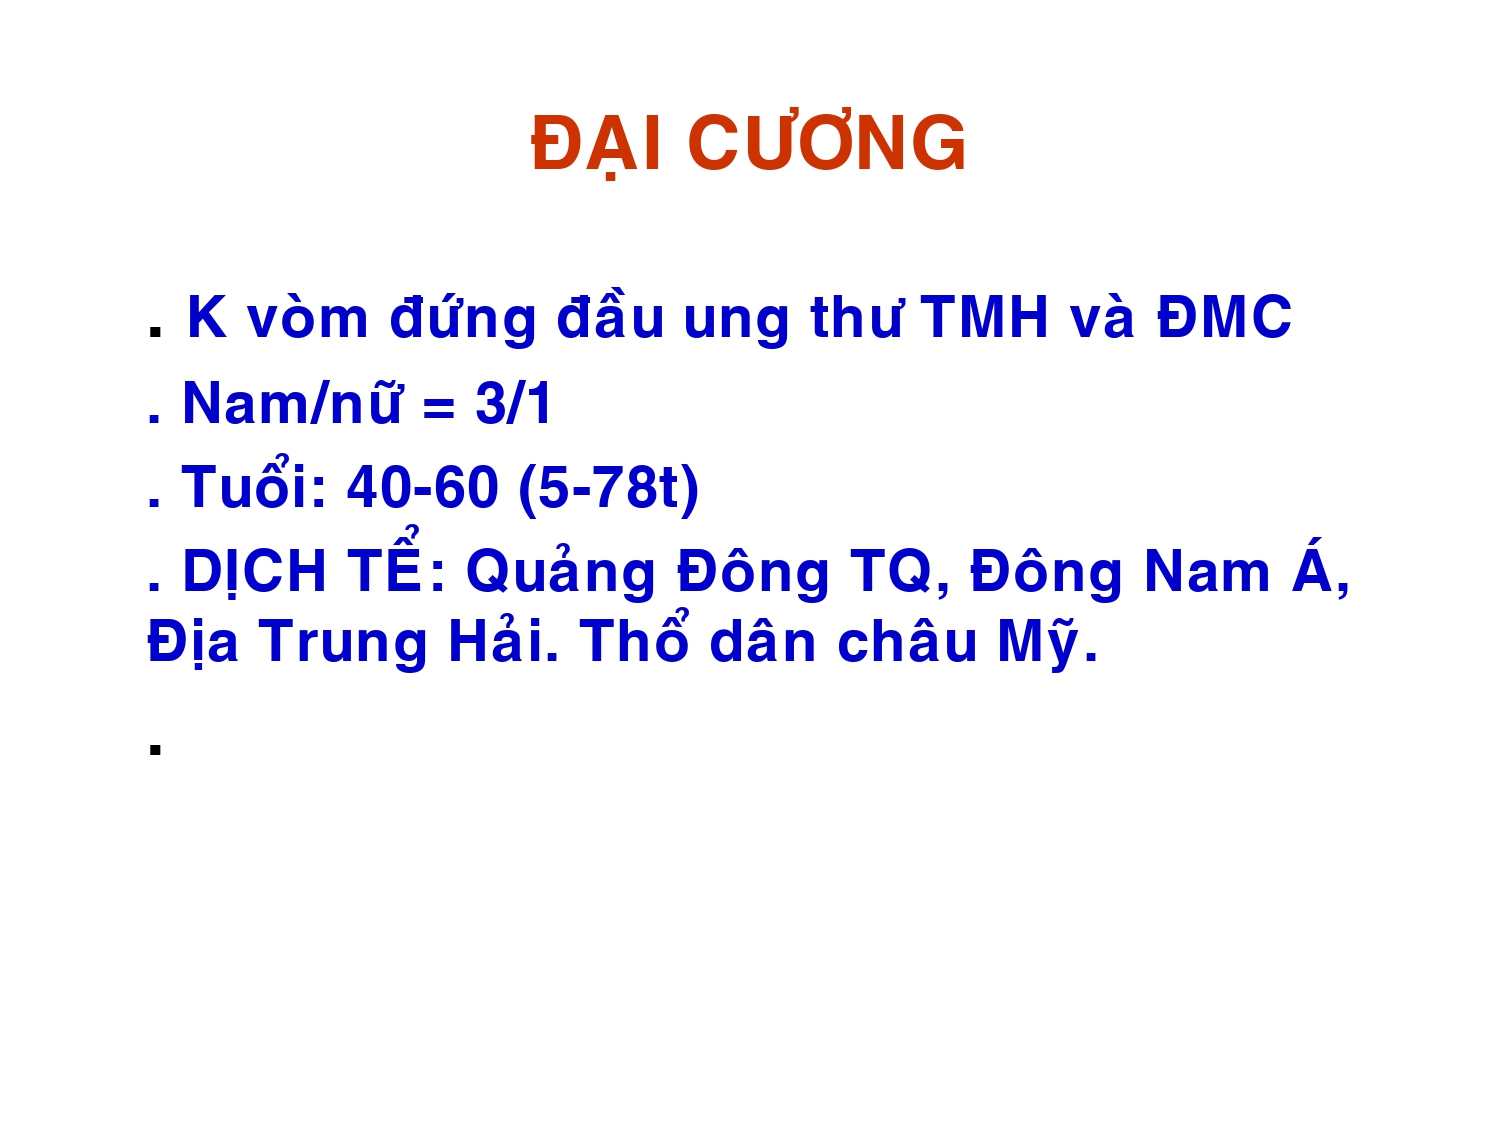 ĐẠI CƯƠNG
. K vòm đứng đầu ung thư TMH và ĐMC
. Nam/nữ = 3/1
. Tuổi: 40-60 (5-78t)
. DỊCH TỂ: Quảng Đông TQ, Đông Nam Á,
Địa Trung Hải. Thổ dân châu Mỹ.
.